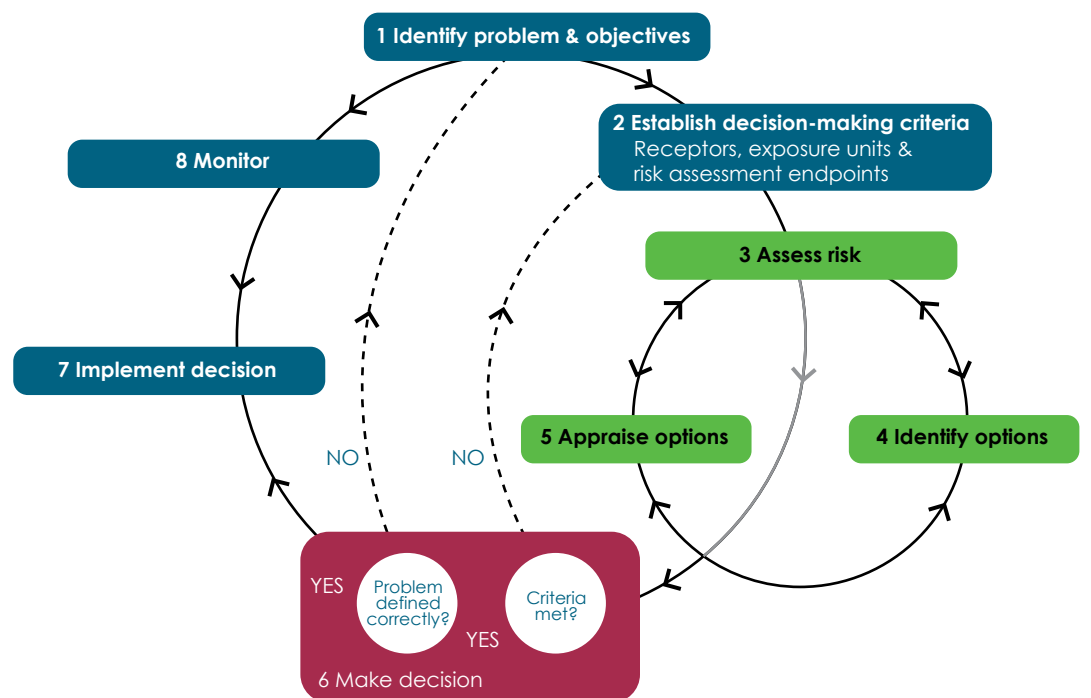 1 Identify problem & objectives
2 Establish decision-making criteria
Receptors, exposure units &
risk assessment endpoints
8 Monitor
3 Assess risk
7 Implement decision
5 Appraise options
4 Identify options
NO
NO
YES
Problem
defined
correctly?
Criteria
met?
YES
6 Make decision